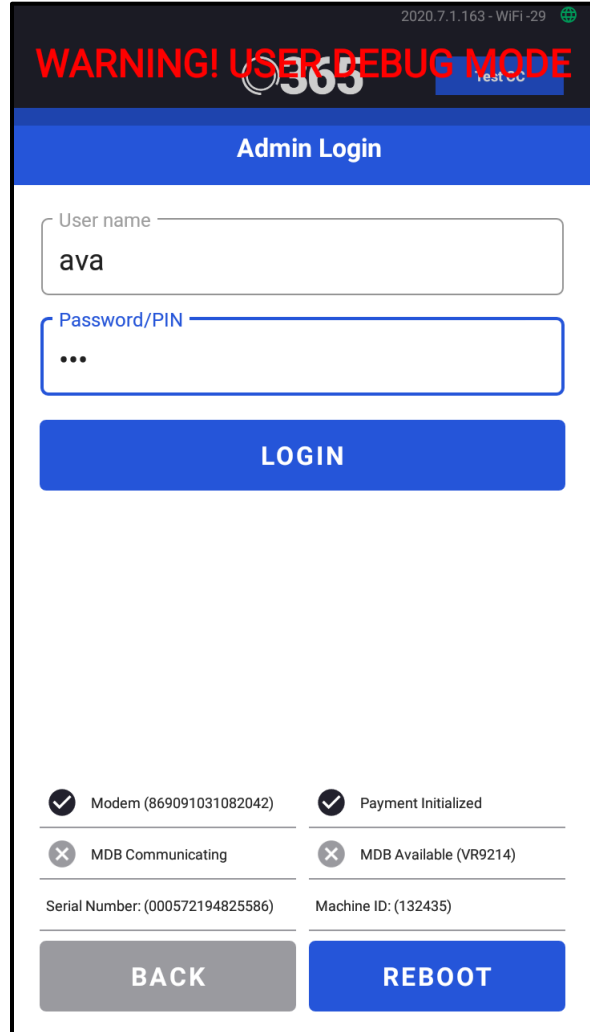 2020.7.1.163 - WiFi -29
WARNING! USER DEBUG MODE
365
Test CC
Admin Login
User name
ava
Password/PIN
•••
LOGIN
Modem (869091031082042)
Payment Initialized
MDB Communicating
MDB Available (VR9214)
Serial Number: (000572194825586)
Machine ID: (132435)
BACK
REBOOT